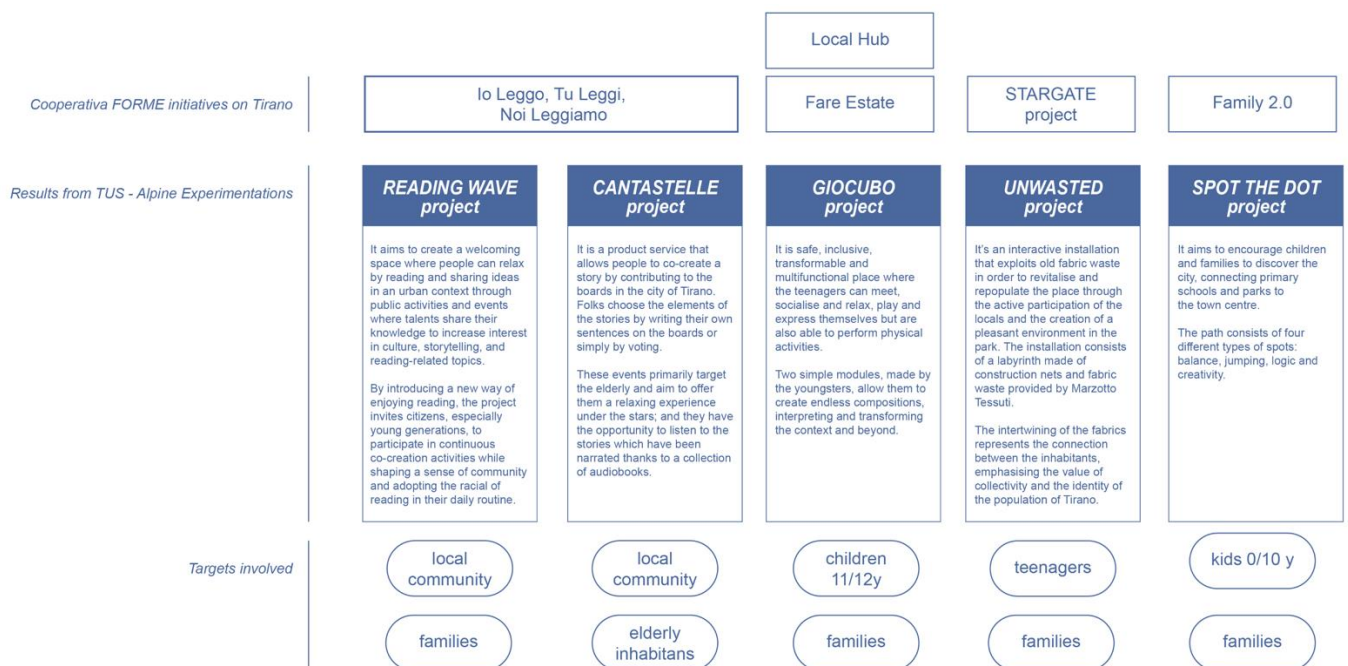 Local Hub
Cooperativa FORME initiatives on Tirano
Io Leggo, Tu Leggi,
Noi Leggiamo
Fare Estate
STARGATE
project
Family 2.0
Results from TUS - Alpine Experimentations
READING WAVE
project
It aims to create a welcoming
space where people can relax
by reading and sharing ideas
in an urban context through
public activities and events
where talents share their
knowledge to increase interest
in culture, storytelling, and
reading-related topics.
By introducing a new way of
enjoying reading, the project
invites citizens, especially
young generations, to
participate in continuous
co-creation activities while
shaping a sense of community
and adopting the racial of
reading in their daily routine.
CANTASTELLE
project
It is a product service that
allows people to co-create a
story by contributing to the
boards in the city of Tirano.
Folks choose the elements of
the stories by writing their own
sentences on the boards or
simply by voting.
These events primarily target
the elderly and aim to offer
them a relaxing experience
under the stars; and they have
the opportunity to listen to the
stories which have been
narrated thanks to a collection
of audiobooks.
GIOCUBO
project
It is safe, inclusive,
transformable and
multifunctional place where
the teenagers can meet,
socialise and relax, play and
express themselves but are
also able to perform physical
activities.
Two simple modules, made by
the youngsters, allow them to
create endless compositions,
interpreting and transforming
the context and beyond.
UNWASTED
project
It's an interactive installation
that exploits old fabric waste
in order to revitalise and
repopulate the place through
the active participation of the
locals and the creation of a
pleasant environment in the
park. The installation consists
of a labyrinth made of
construction nets and fabric
waste provided by Marzotto
Tessuti.
The intertwining of the fabrics
represents the connection
between the inhabitants,
emphasising the value of
collectivity and the identity of
the population of Tirano.
SPOT THE DOT
project
It aims to encourage children
and families to discover the
city, connecting primary
schools and parks to
the town centre.
The path consists of four
different types of spots:
balance, jumping, logic and
creativity.
Targets involved
local
community
local
community
children
11/12y
teenagers
kids 0/10 y
families
elderly
inhabitans
families
families
families